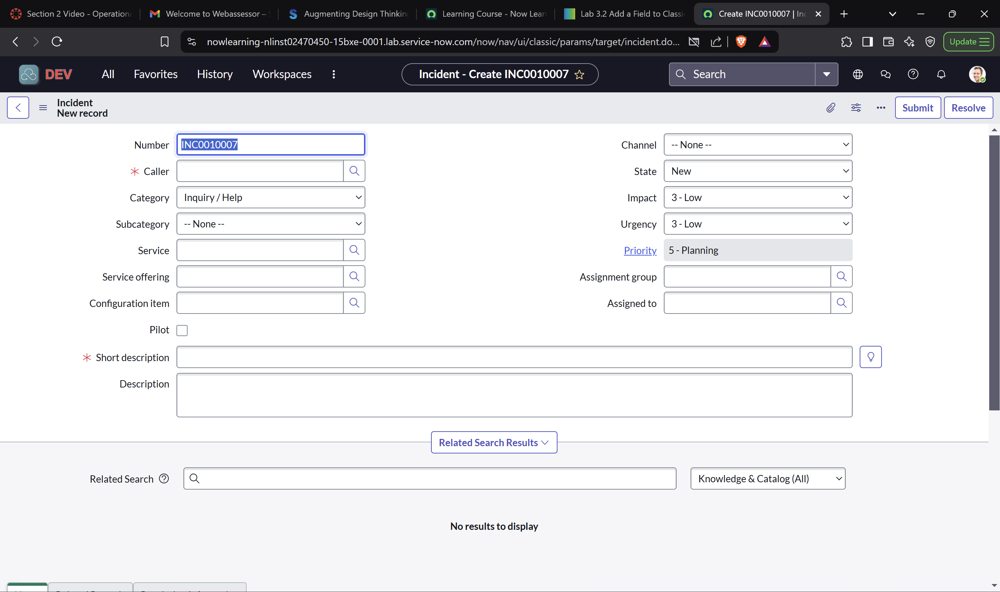 Section 2 Video - Operationa
Welcome to Webassessor –
Augmenting Design Thinking
Learning Course - Now Lear
Lab 3.2 Add a Field to Classi
Create INC0010007 | Inc
nowlearning-nlinst02470450-15bxe-0001.lab.service-now.com/now/nav/ui/classic/params/target/incident.do...
Update
DEV
All
Favorites
History
Workspaces
Incident - Create INC0010007
Search
Incident
New record
Submit
Resolve
Number INC0010007
Channel -- None --
* Caller
State New
Category Inquiry / Help
Impact 3 - Low
Subcategory -- None --
Urgency 3 - Low
Service
Priority 5 - Planning
Service offering
Assignment group
Configuration item
Assigned to
Pilot
* Short description
Description
Related Search Results
Related Search
Knowledge & Catalog (All)
No results to display